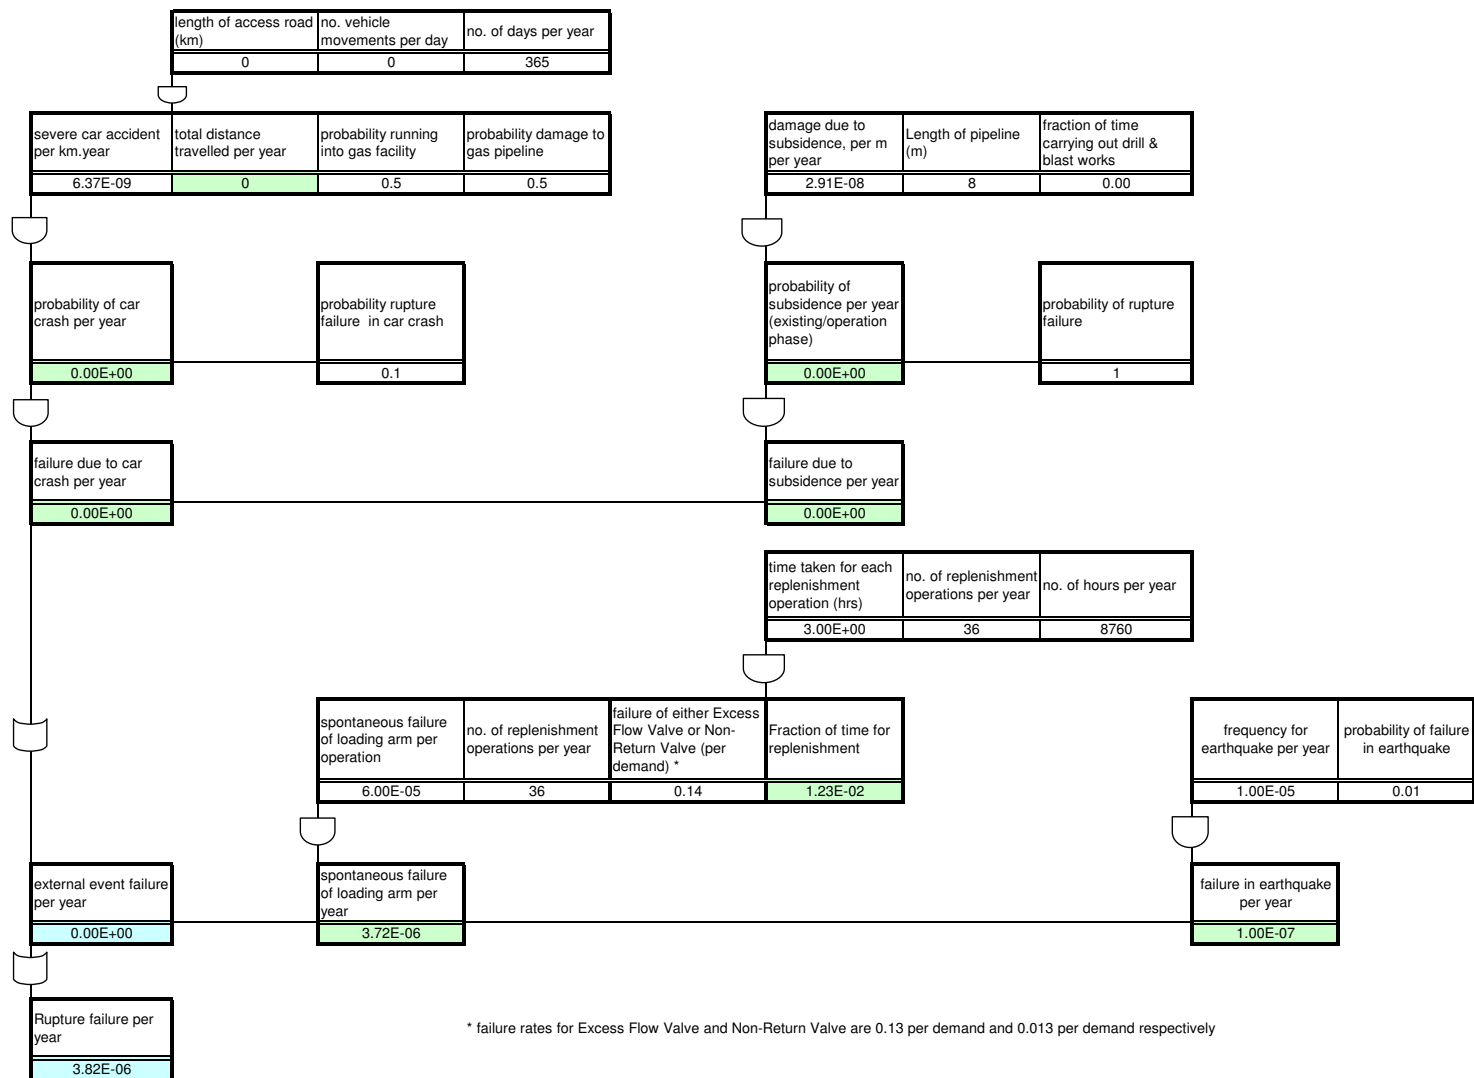 length of access road
(km)
no. vehicle
movements per day
no. of days per year
0
0
365
severe car accident
per km.year
total distance
travelled per year
probability running
into gas facility
probability damage to
gas pipeline
6.37E-09
0
0.5
0.5
damage due to
subsidence, per m
per year
Length of pipeline
(m)
fraction of time
carrying out drill &
blast works
2.91E-08
8
0.00
probability of car
crash per year
0.00E+00
probability rupture
failure in car crash
0.1
probability of
subsidence per year
(existing/operation
phase)
0.00E+00
probability of rupture
failure
1
failure due to car
crash per year
0.00E+00
failure due to
subsidence per year
0.00E+00
time taken for each
replenishment
operation (hrs)
no. of replenishment
operations per year
no. of hours per year
3.00E+00
36
8760
spontaneous failure
of loading arm per
operation
no. of replenishment
operations per year
failure of either Excess
Flow Valve or Non-
Return Valve (per
demand) *
Fraction of time for
replenishment
6.00E-05
36
0.14
1.23E-02
frequency for
earthquake per year
probability of failure
in earthquake
1.00E-05
0.01
external event failure
per year
0.00E+00
spontaneous failure
of loading arm per
year
3.72E-06
failure in earthquake
per year
1.00E-07
Rupture failure per
year
3.82E-06
* failure rates for Excess Flow Valve and Non-Return Valve are 0.13 per demand and 0.013 per demand respectively